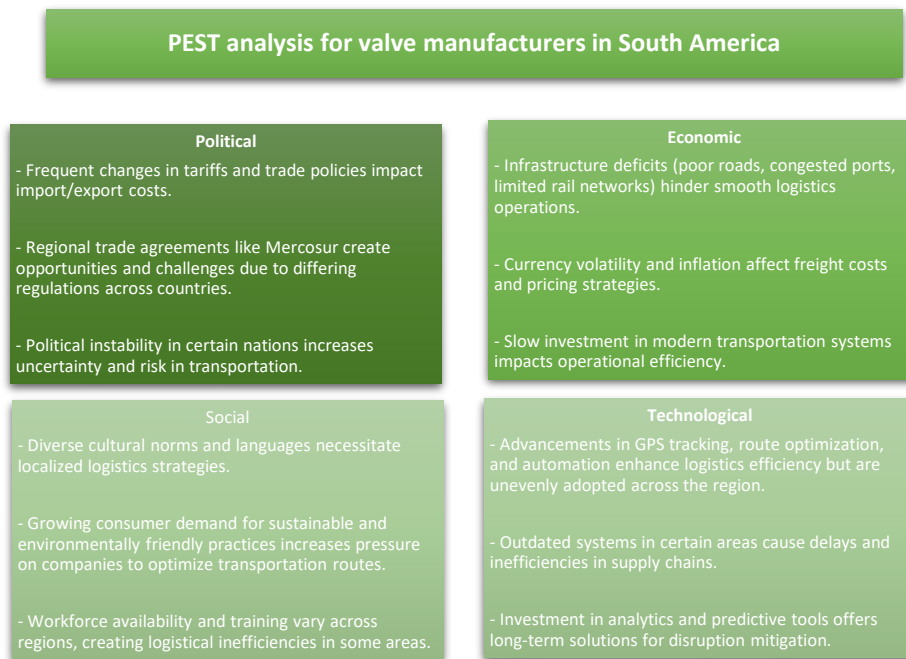 PEST analysis for valve manufacturers in South America
Political
- Frequent changes in tariffs and trade policies impact
import/export costs.
- Regional trade agreements like Mercosur create
opportunities and challenges due to differing
regulations across countries.
- Political instability in certain nations increases
uncertainty and risk in transportation.
Economic
- Infrastructure deficits (poor roads, congested ports,
limited rail networks) hinder smooth logistics
operations.
- Currency volatility and inflation affect freight costs
and pricing strategies.
- Slow investment in modern transportation systems
impacts operational efficiency.
Social
- Diverse cultural norms and languages necessitate
localized logistics strategies.
- Growing consumer demand for sustainable and
environmentally friendly practices increases pressure
on companies to optimize transportation routes.
- Workforce availability and training vary across
regions, creating logistical inefficiencies in some areas.
Technological
- Advancements in GPS tracking, route optimization,
and automation enhance logistics efficiency but are
unevenly adopted across the region.
- Outdated systems in certain areas cause delays and
inefficiencies in supply chains.
- Investment in analytics and predictive tools offers
long-term solutions for disruption mitigation.